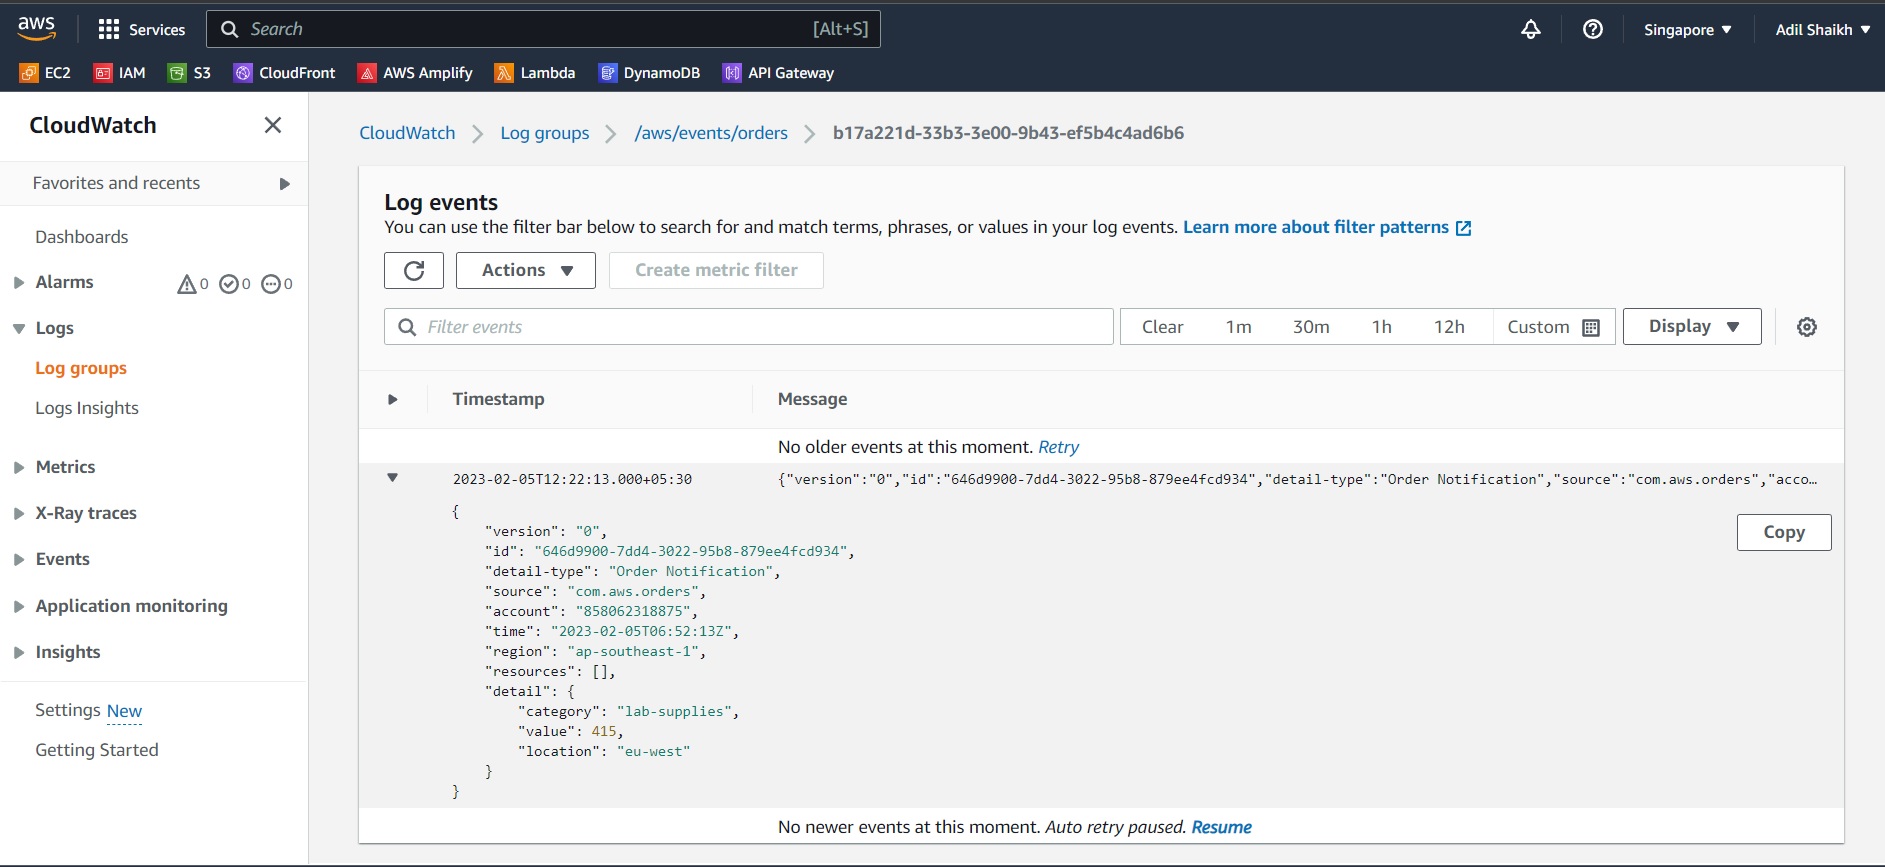 aws
Services
Search [Alt+S]
Singapore
Adil Shaikh
EC2 IAM S3 CloudFront AWS Amplify Lambda DynamoDB API Gateway
CloudWatch
Favorites and recents
Dashboards
Alarms 0 0 0
Logs
Log groups
Logs Insights
Metrics
X-Ray traces
Events
Application monitoring
Insights
Settings New
Getting Started
CloudWatch Log groups /aws/events/orders b17a221d-33b3-3e00-9b43-ef5b4c4ad6b6
Log events
You can use the filter bar below to search for and match terms, phrases, or values in your log events. Learn more about filter patterns
Actions Create metric filter
Filter events Clear 1m 30m 1h 12h Custom Display
Timestamp Message
No older events at this moment. Retry
2023-02-05T12:22:13.000+05:30 {"version":"0","id":"646d9900-7dd4-3022-95b8-879ee4fcd934","detail-type":"Order Notification","source":"com.aws.orders","acco…
Copy
{
"version": "0",
"id": "646d9900-7dd4-3022-95b8-879ee4fcd934",
"detail-type": "Order Notification",
"source": "com.aws.orders",
"account": "858062318875",
"time": "2023-02-05T06:52:13Z",
"region": "ap-southeast-1",
"resources": [],
"detail": {
"category": "lab-supplies",
"value": 415,
"location": "eu-west"
}
}
No newer events at this moment. Auto retry paused. Resume